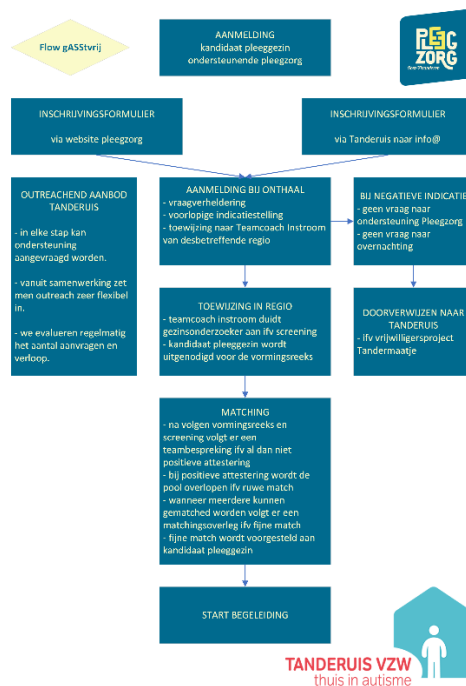 Flow gASStvrij
AANMELDING
kandidaat pleeggezin
ondersteunende pleegzorg
PLEEG
ZORG
INSCHRIJVINGSFORMULIER
via website pleegzorg
INSCHRIJVINGSFORMULIER
via Tanderuis naar info@
OUTREACHEND AANBOD
TANDERUIS
- in elke stap kan
ondersteuning
aangevraagd worden.
- vanuit samenwerking zet
men outreach zeer flexibel
in.
- we evalueren regelmatig
het aantal aanvragen en
verloop.
AANMELDING BIJ ONTHAAL
- vraagverheldering
- voorlopige indicatiestelling
- toewijzing naar Teamcoach Instroom
van desbetreffende regio
BIJ NEGATIEVE INDICATIE
- geen vraag naar
ondersteuning Pleegzorg
- geen vraag naar
overnachting
TOEWIJZING IN REGIO
- teamcoach instroom duidt
gezinsonderzoeker aan ifv screening
- kandidaat pleeggezin wordt
uitgenodigd voor de vormingsreeks
DOORVERWIJZEN NAAR
TANDERUIS
- ifv vrijwilligersproject
Tandermaatje
MATCHING
- na volgen vormingsreeks en
screening volgt er een
teambespreking ifv al dan niet
positieve attestering
- bij positieve attestering wordt de
pool overlopen ifv ruwe match
- wanneer meerdere kunnen
gematched worden volgt er een
matchingsoverleg ifv fijne match
- fijne match wordt voorgesteld aan
kandidaat pleeggezin
START BEGELEIDING
TANDERUIS VZW
thuis in autisme